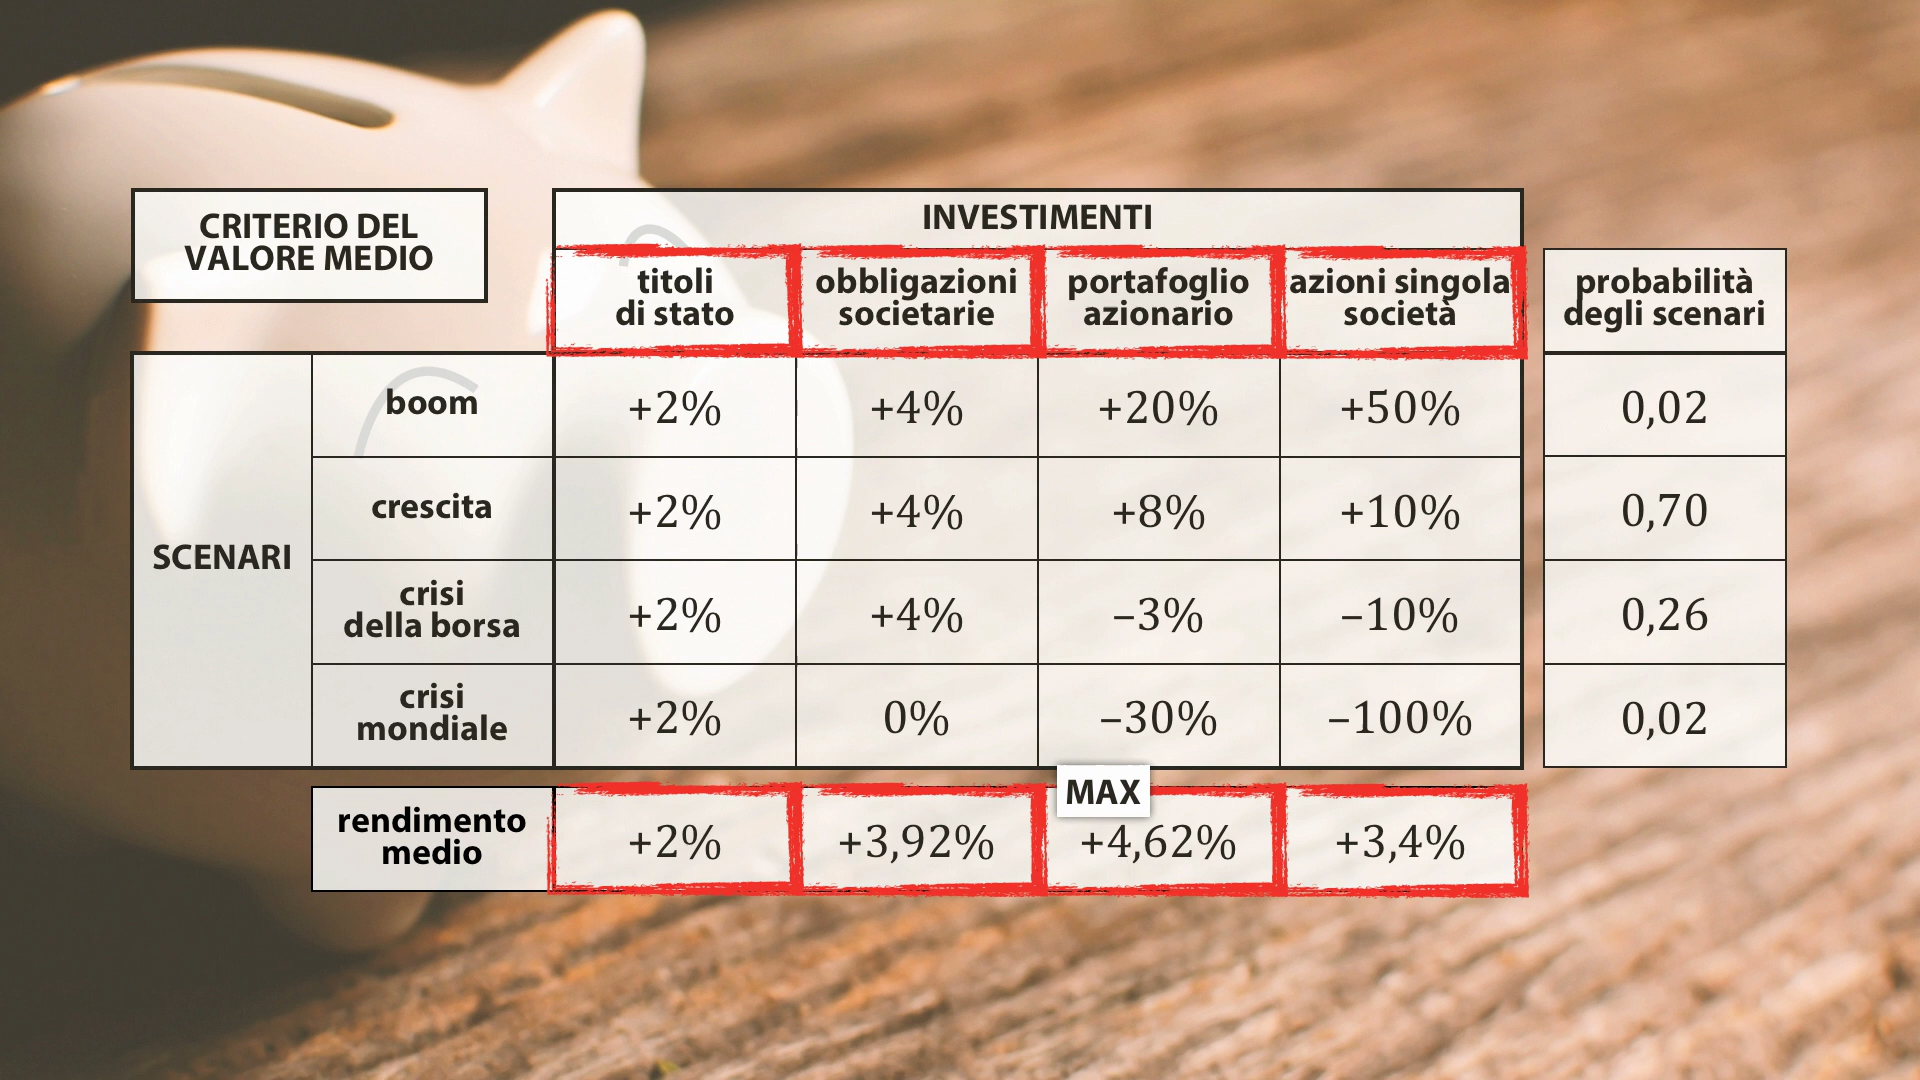 CRITERIO DEL
VALORE MEDIO
INVESTIMENTI
titoli
di stato
obbligazioni
societarie
portafoglio
azionario
azioni singola
società
probabilità
degli scenari
SCENARI
boom
+2%
+4%
+20%
+50%
0,02
crescita
+2%
+4%
+8%
+10%
0,70
crisi
della borsa
+2%
+4%
–3%
–10%
0,26
crisi
mondiale
+2%
0%
–30%
–100%
0,02
rendimento
medio
+2%
+3,92%
MAX
+4,62%
+3,4%